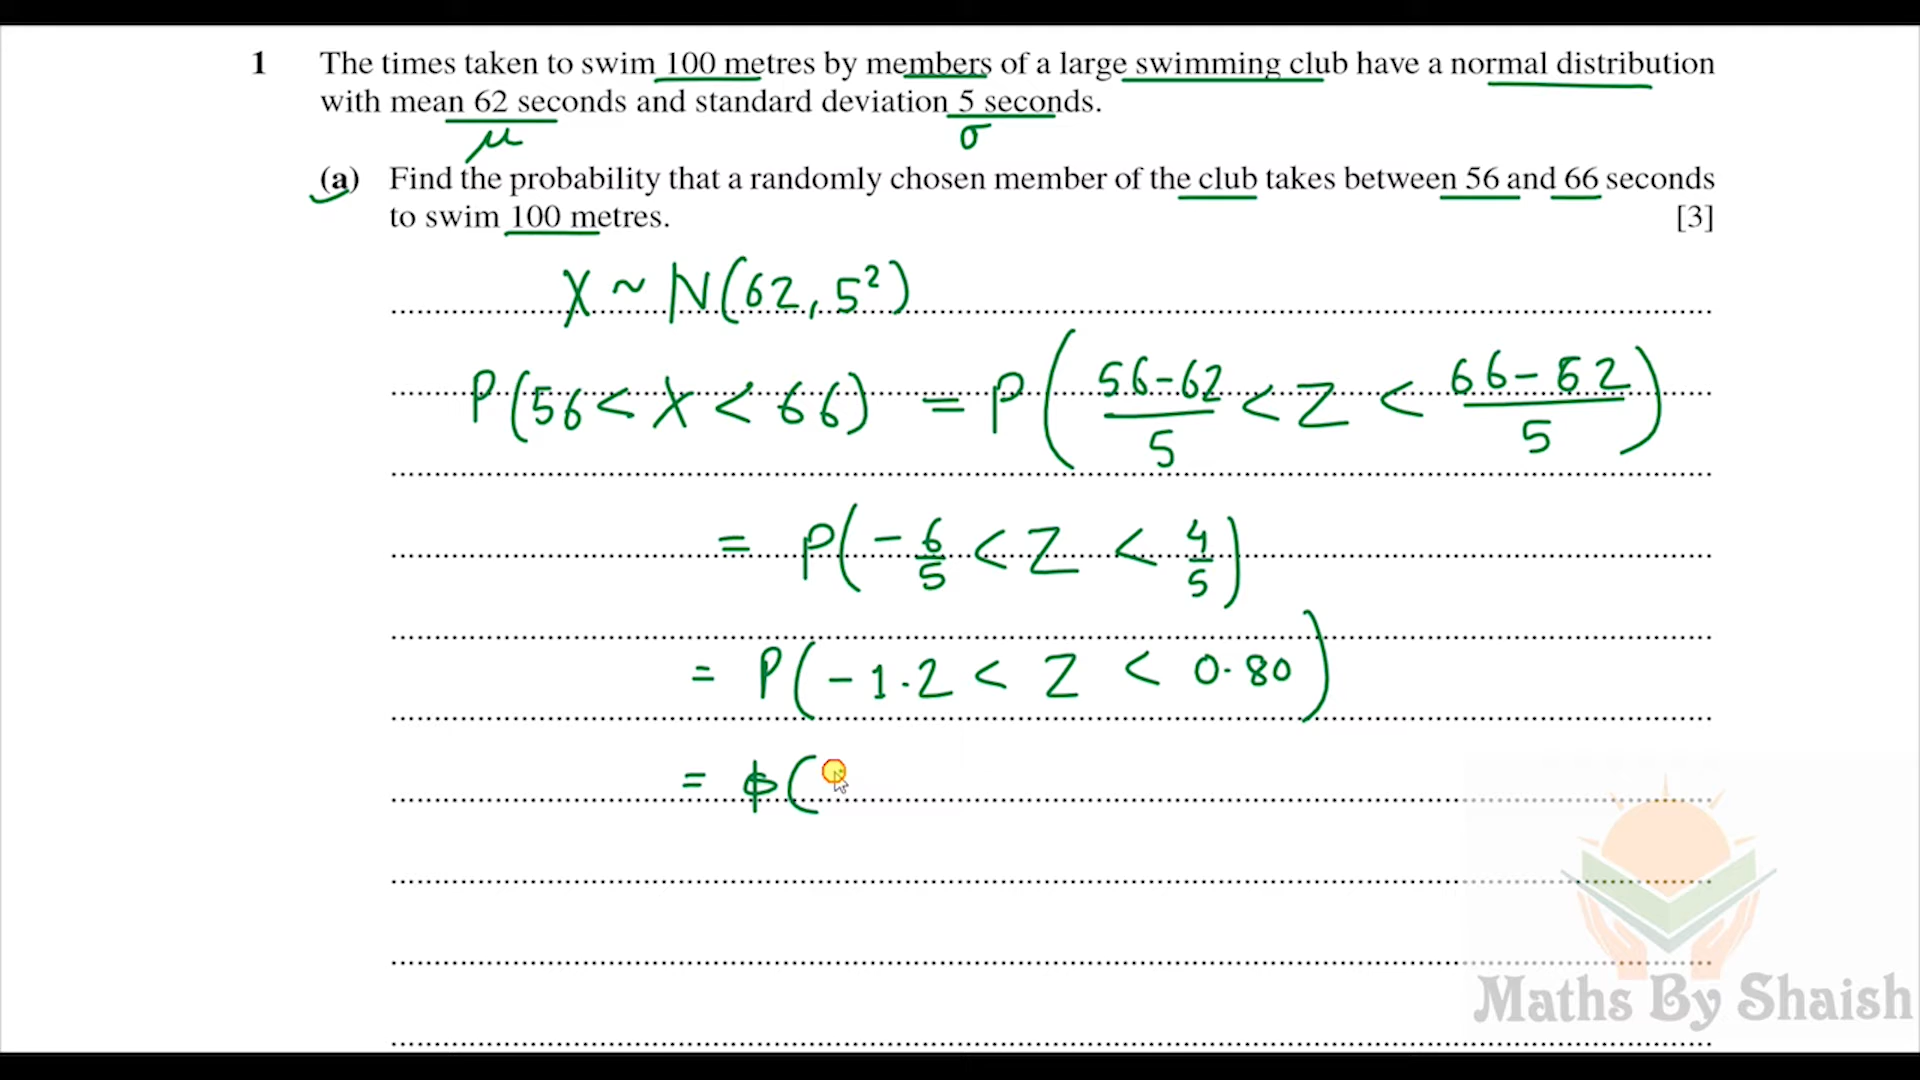 1 The times taken to swim 100 metres by members of a large swimming club have a normal distribution
with mean 62 seconds and standard deviation 5 seconds.
μ σ
(a) Find the probability that a randomly chosen member of the club takes between 56 and 66 seconds
to swim 100 metres. [3]
X ~ N(62, 5²)
P(56 < X < 66) = P((56-62)/5 < Z < (66-62)/5)
= P(-6/5 < Z < 4/5)
= P(-1.2 < Z < 0.80)
= ϕ(
Maths By Shaish